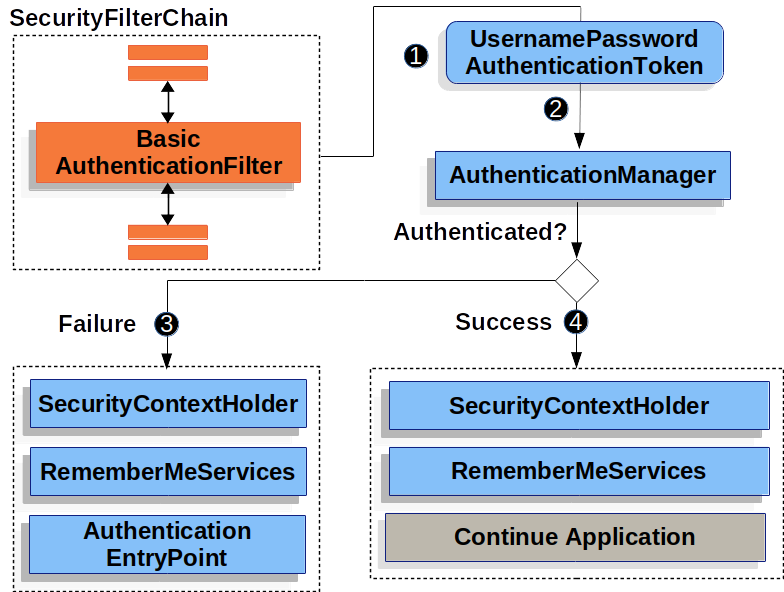 SecurityFilterChain
Basic
AuthenticationFilter
1
UsernamePassword
AuthenticationToken
2
AuthenticationManager
Authenticated?
Failure
3
Success
4
SecurityContextHolder
RememberMeServices
Authentication
EntryPoint
SecurityContextHolder
RememberMeServices
Continue Application